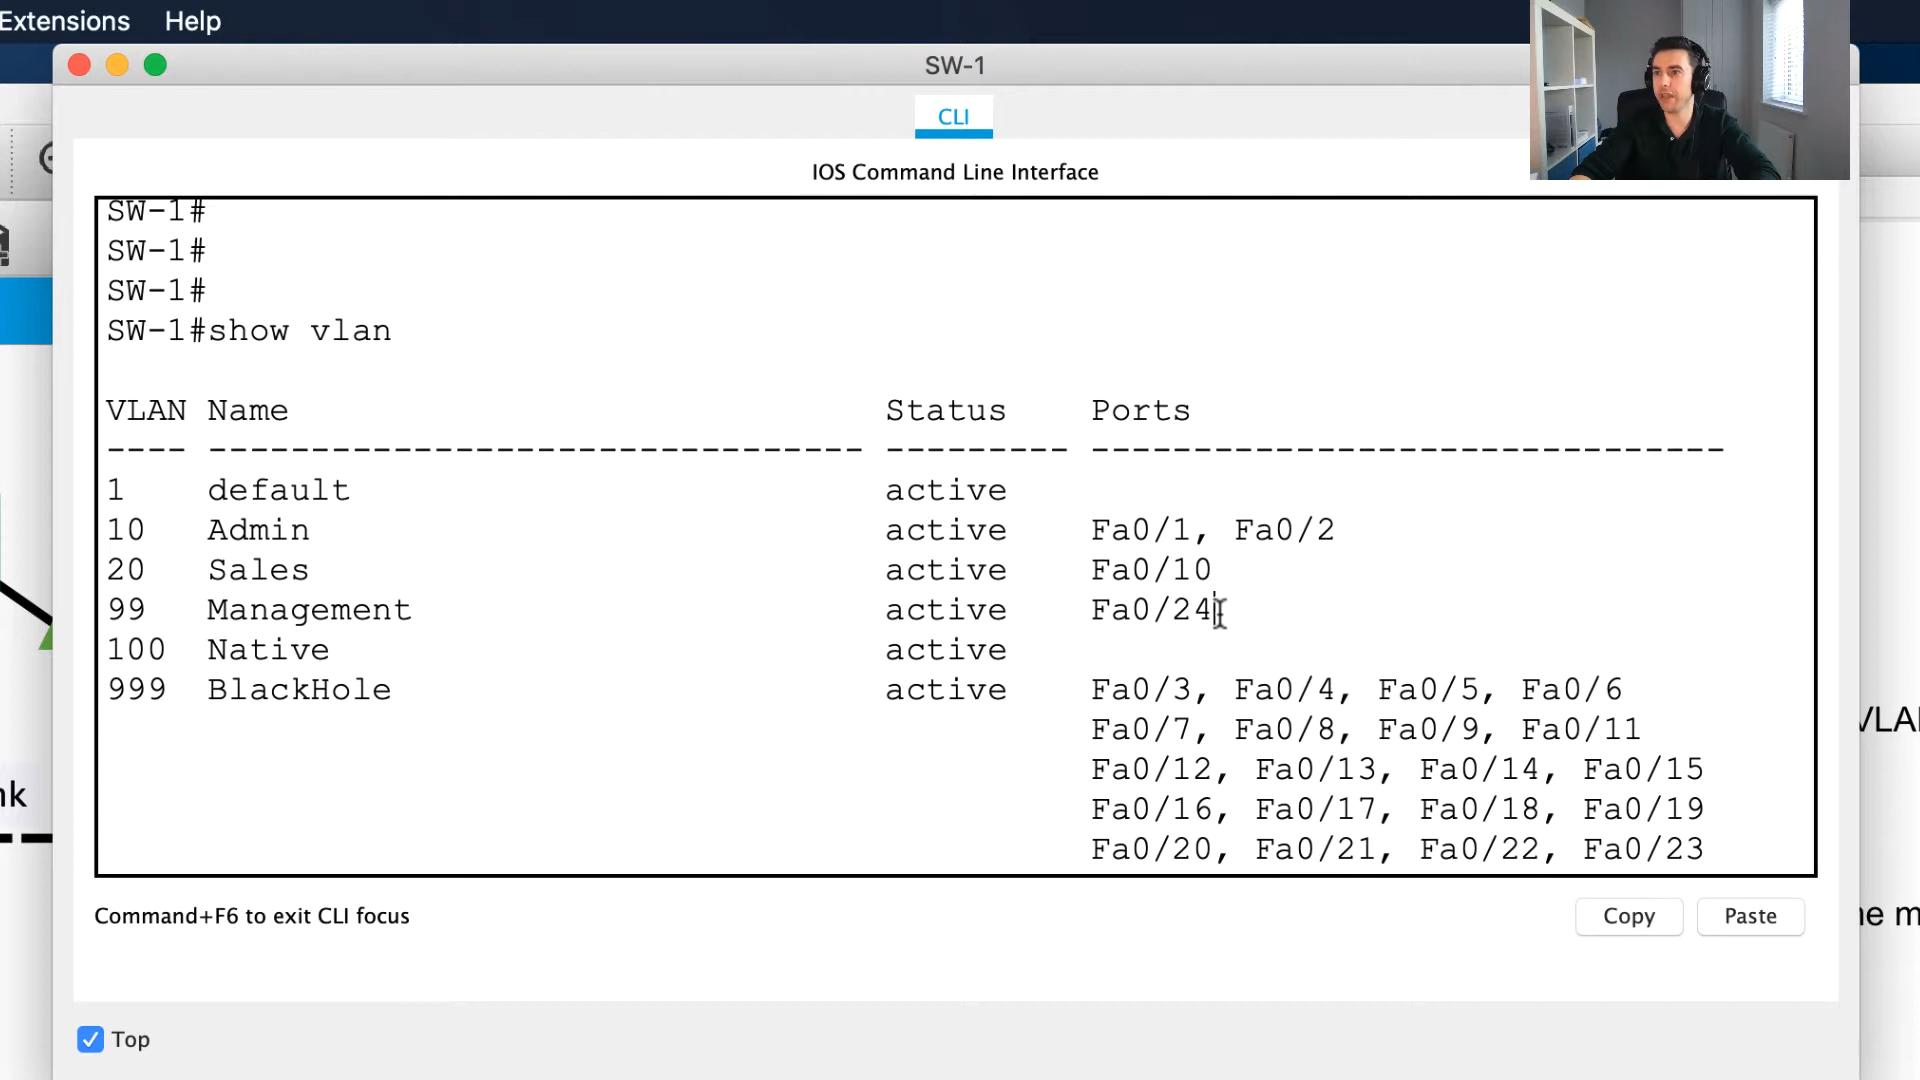 Extensions Help
SW-1
CLI
IOS Command Line Interface
SW-1#
SW-1#
SW-1#
SW-1#show vlan
VLAN Name Status Ports
---- -------------------------------- --------- -------------------------------
1 default active
10 Admin active Fa0/1, Fa0/2
20 Sales active Fa0/10
99 Management active Fa0/24
100 Native active
999 BlackHole active Fa0/3, Fa0/4, Fa0/5, Fa0/6
Fa0/7, Fa0/8, Fa0/9, Fa0/11
Fa0/12, Fa0/13, Fa0/14, Fa0/15
Fa0/16, Fa0/17, Fa0/18, Fa0/19
Fa0/20, Fa0/21, Fa0/22, Fa0/23
Command+F6 to exit CLI focus
Copy Paste
Top